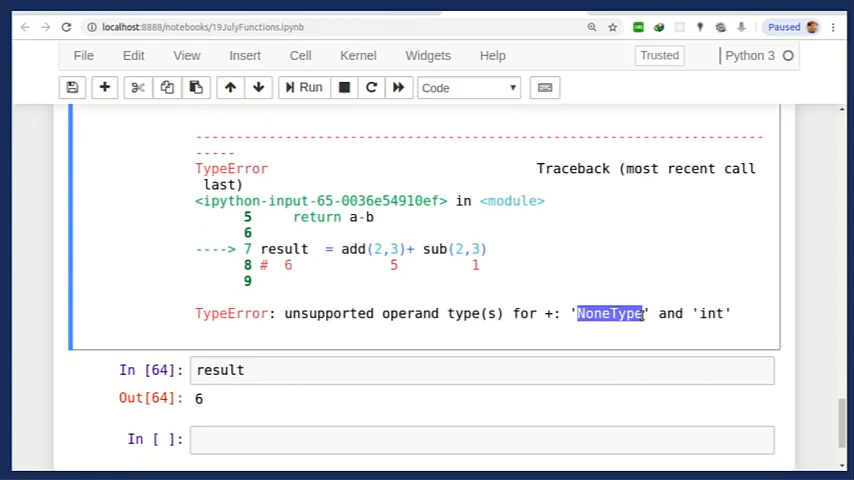 localhost:8888/notebooks/19JulyFunctions.ipynb
Paused
File Edit View Insert Cell Kernel Widgets Help
Trusted
Python 3
Run
Code
--------------------------------------------------------------------
-----
TypeError Traceback (most recent call
last)
<ipython-input-65-0036e54910ef> in <module>
5 return a-b
6
----> 7 result = add(2,3)+ sub(2,3)
8 # 6 5 1
9
TypeError: unsupported operand type(s) for +: 'NoneType' and 'int'
In [64]: result
Out[64]: 6
In [ ]: